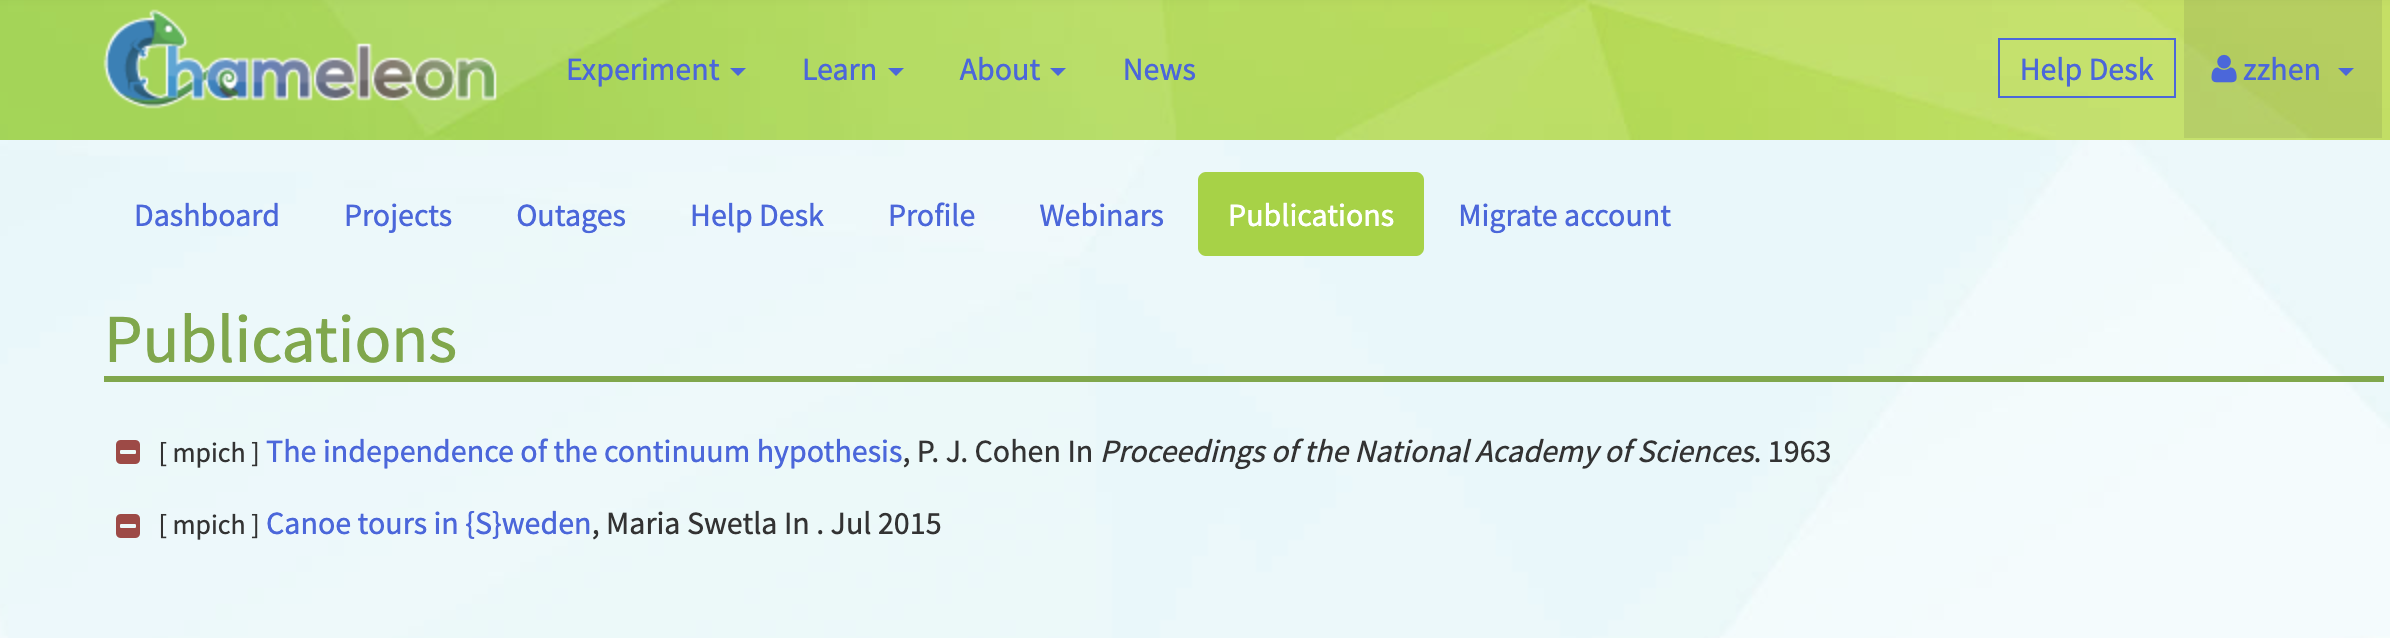 Chameleon Experiment Learn About News Help Desk zzhen
Dashboard Projects Outages Help Desk Profile Webinars Publications Migrate account
Publications
[ mpich ] The independence of the continuum hypothesis, P. J. Cohen In Proceedings of the National Academy of Sciences. 1963
[ mpich ] Canoe tours in {S}weden, Maria Swetla In . Jul 2015